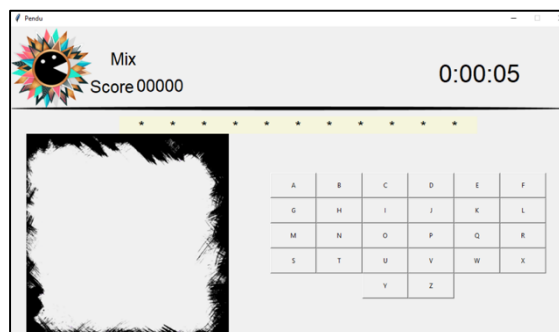 Pendu
Mix
Score 00000
0:00:05
* * * * * * * * * * *
A B C D E F
G H I J K L
M N O P Q R
S T U V W X
Y Z